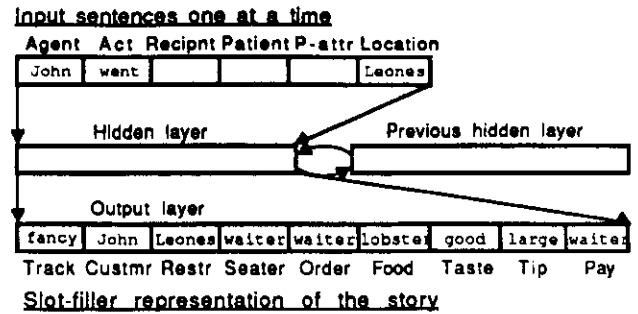 Input sentences one at a time
Agent Act Recipnt Patient P-attr Location
John went Leones
Hidden layer Previous hidden layer
Output layer
fancy John Leones waiter waiter lobster good large waiter
Track Custmr Restr Seater Order Food Taste Tip Pay
Slot-filler representation of the story